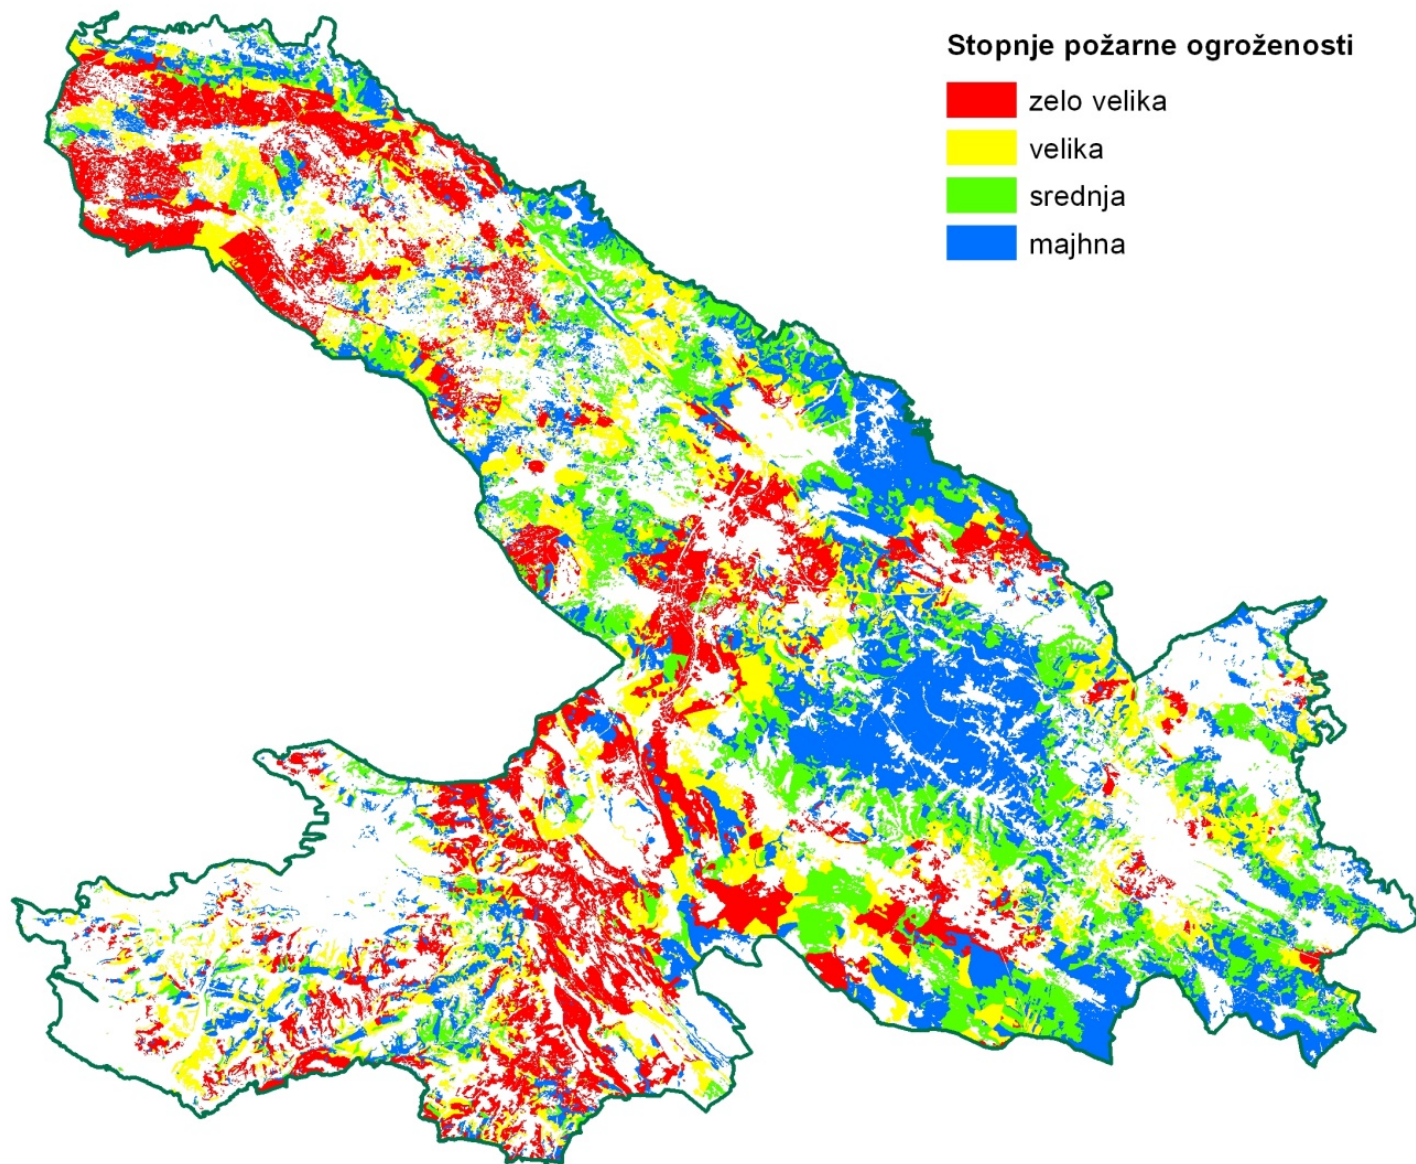 Stopnje požarne ogroženosti
zelo velika
velika
srednja
majhna